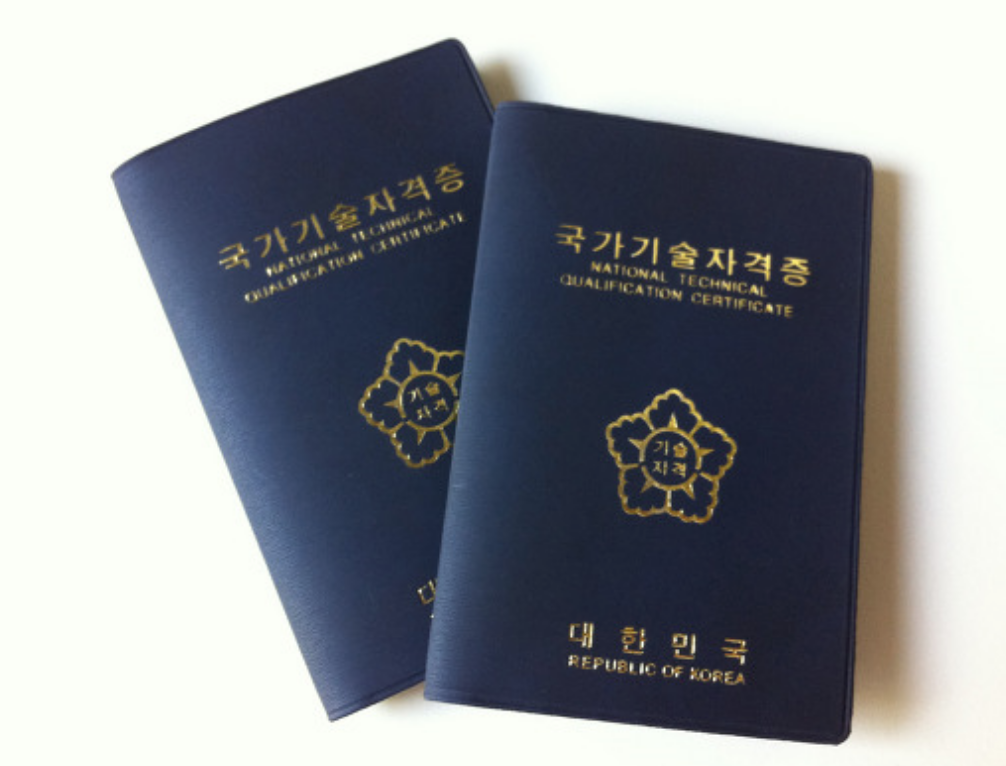 국가기술자격증
NATIONAL TECHNICAL
QUALIFICATION CERTIFICATE
기술
자격
대
국가기술자격증
NATIONAL TECHNICAL
QUALIFICATION CERTIFICATE
기술
자격
대한민국
REPUBLIC OF KOREA